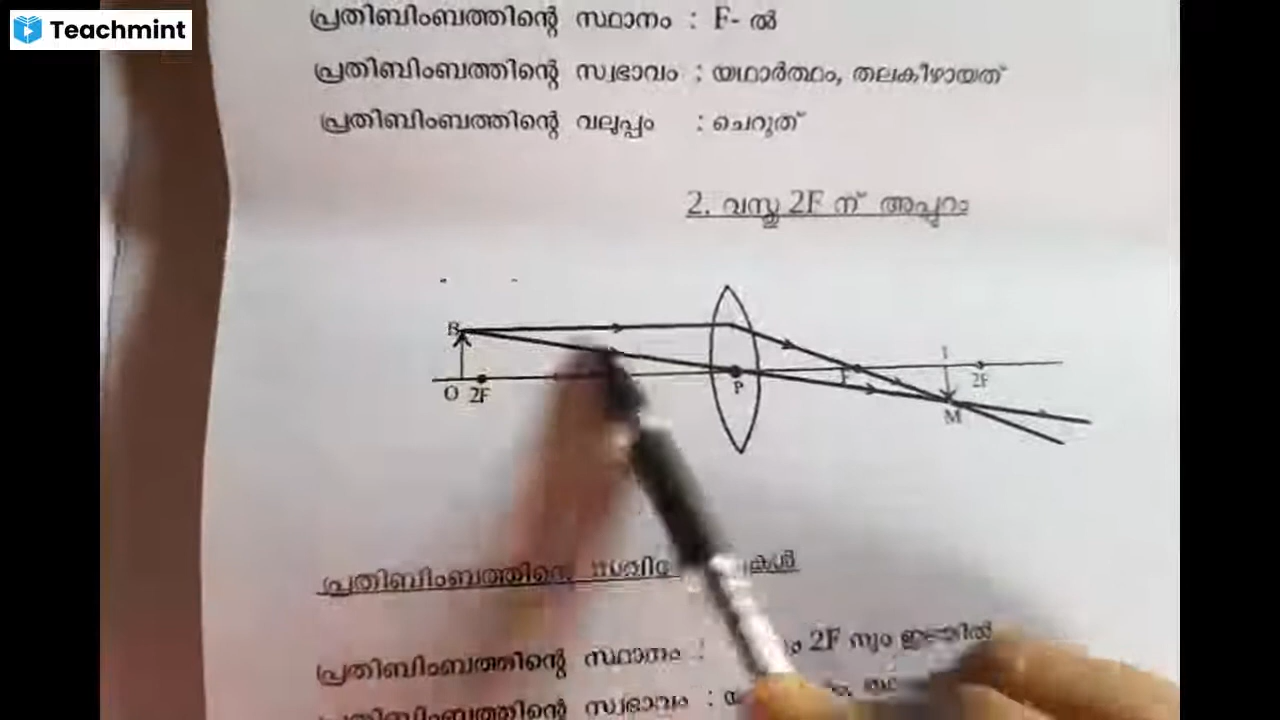 Teachmint
പ്രതിബിംബത്തിന്റെ സ്ഥാനം : F- ൽ
പ്രതിബിംബത്തിന്റെ സ്വഭാവം : യഥാർത്ഥം, തലകീഴായത്
പ്രതിബിംബത്തിന്റെ വലുപ്പം : ചെറുത്
2. വസ്തു 2F ന് അപ്പുറം
B
I
O 2F P F 2F
M
പ്രതിബിംബത്തിന്റെ
പ്രതിബിംബത്തിന്റെ സ്ഥാനം : 2F നും ഇടയിൽ
പ്രതിബിംബത്തിന്റെ സ്വഭാവം :